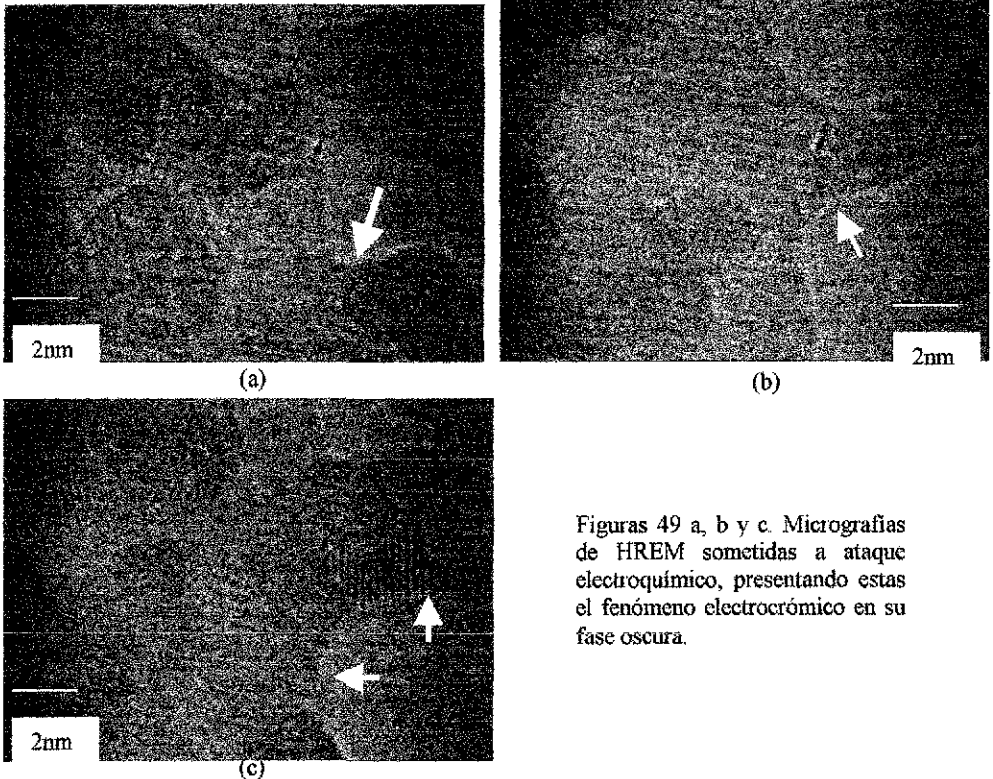 2nm
(a)
2nm
(b)
2nm
(c)
Figuras 49 a, b y c. Micrografías
de HREM sometidas a ataque
electroquímico, presentando estas
el fenómeno electrocrómico en su
fase oscura.